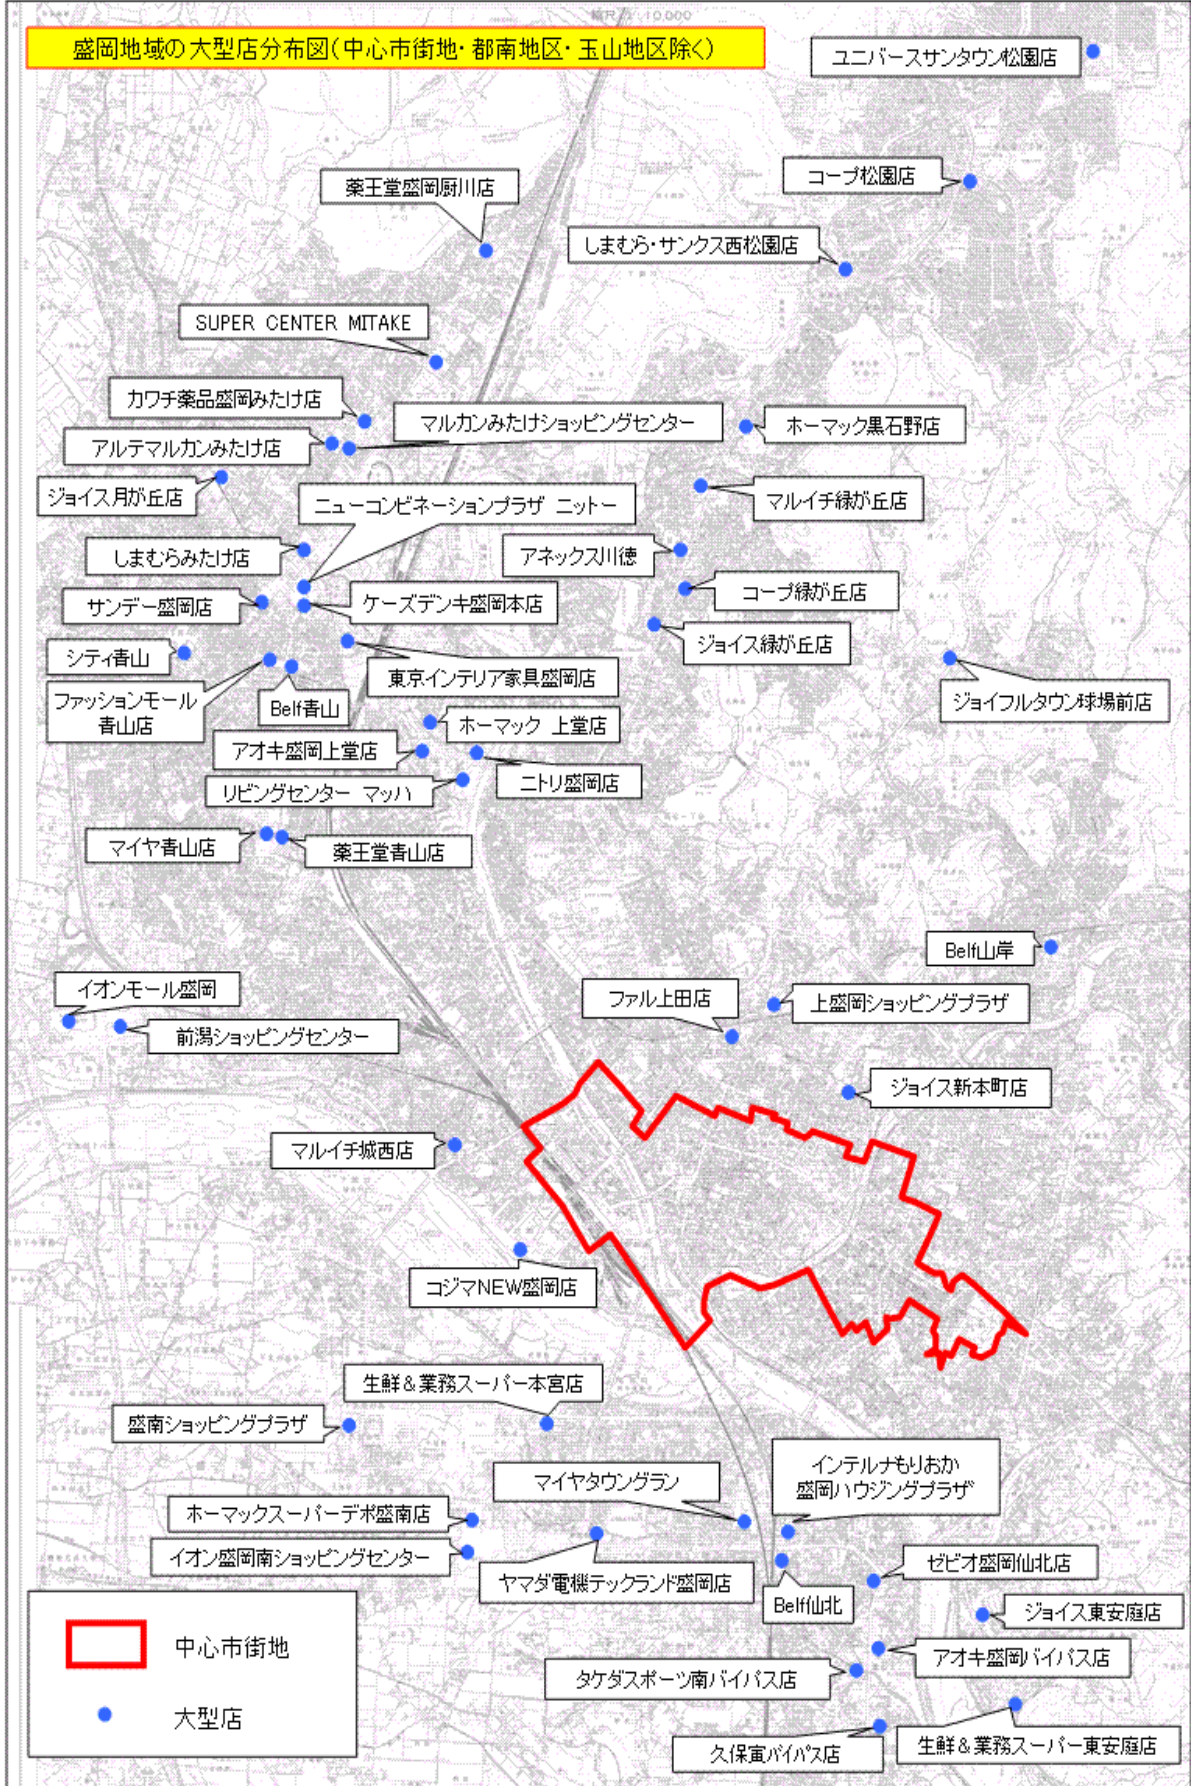 盛岡地域の大型店分布図(中心市街地・都南地区・玉山地区除く)
ユニバースサンタウン松園店
コープ松園店
薬王堂盛岡厨川店
しまむら・サンクス西松園店
SUPER CENTER MITAKE
カワチ薬品盛岡みたけ店
マルカンみたけショッピングセンター
ホーマック黒石野店
アルテマルカンみたけ店
ジョイス月が丘店
ニューコンビネーションプラザ ニットー
マルイチ緑が丘店
しまむらみたけ店
アネックス川徳
サンデー盛岡店
ケーズデンキ盛岡本店
コープ緑が丘店
シティ青山
東京インテリア家具盛岡店
ジョイス緑が丘店
ファッションモール
青山店
Belf青山
ジョイフルタウン球場前店
ホーマック 上堂店
アオキ盛岡上堂店
ニトリ盛岡店
リビングセンター マッハ
マイヤ青山店
薬王堂青山店
Belf山岸
イオンモール盛岡
ファル上田店
上盛岡ショッピングプラザ
前潟ショッピングセンター
ジョイス新本町店
マルイチ城西店
コジマNEW盛岡店
生鮮&業務スーパー本宮店
盛南ショッピングプラザ
マイヤタウングラン
インテルナもりおか
盛岡ハウジングプラザ
ホーマックスーパーデポ盛南店
イオン盛岡南ショッピングセンター
ヤマダ電機テックランド盛岡店
ゼビオ盛岡仙北店
Belf仙北
ジョイス東安庭店
アオキ盛岡バイパス店
タケダスポーツ南バイパス店
久保寅バイパス店
生鮮&業務スーパー東安庭店
中心市街地
大型店